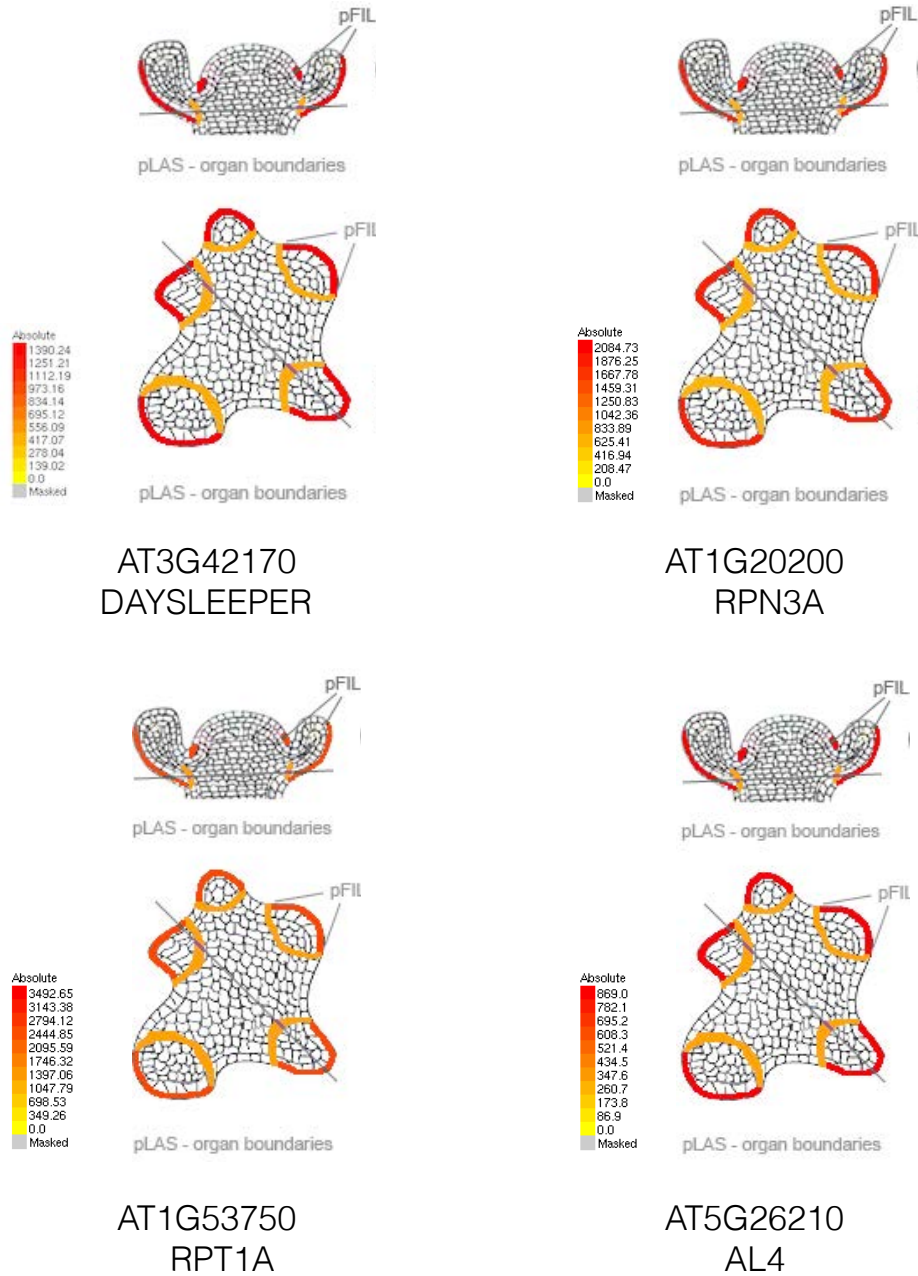 pFIL
pLAS - organ boundaries
pFIL
Absolute
1390.24
1251.21
1112.19
973.16
834.14
695.12
556.09
417.07
278.04
139.02
0.0
Masked
pLAS - organ boundaries
AT3G42170
DAYSLEEPER
pFIL
pLAS - organ boundaries
pFIL
Absolute
2084.73
1876.25
1667.78
1459.31
1250.83
1042.36
833.89
625.41
416.94
208.47
0.0
Masked
pLAS - organ boundaries
AT1G20200
RPN3A
pFIL
pLAS - organ boundaries
pFIL
Absolute
3492.65
3143.38
2794.12
2444.85
2095.59
1746.32
1397.06
1047.79
698.53
349.26
0.0
Masked
pLAS - organ boundaries
AT1G53750
RPT1A
pFIL
pLAS - organ boundaries
pFIL
Absolute
869.0
782.1
695.2
608.3
521.4
434.5
347.6
260.7
173.8
86.9
0.0
Masked
pLAS - organ boundaries
AT5G26210
AL4